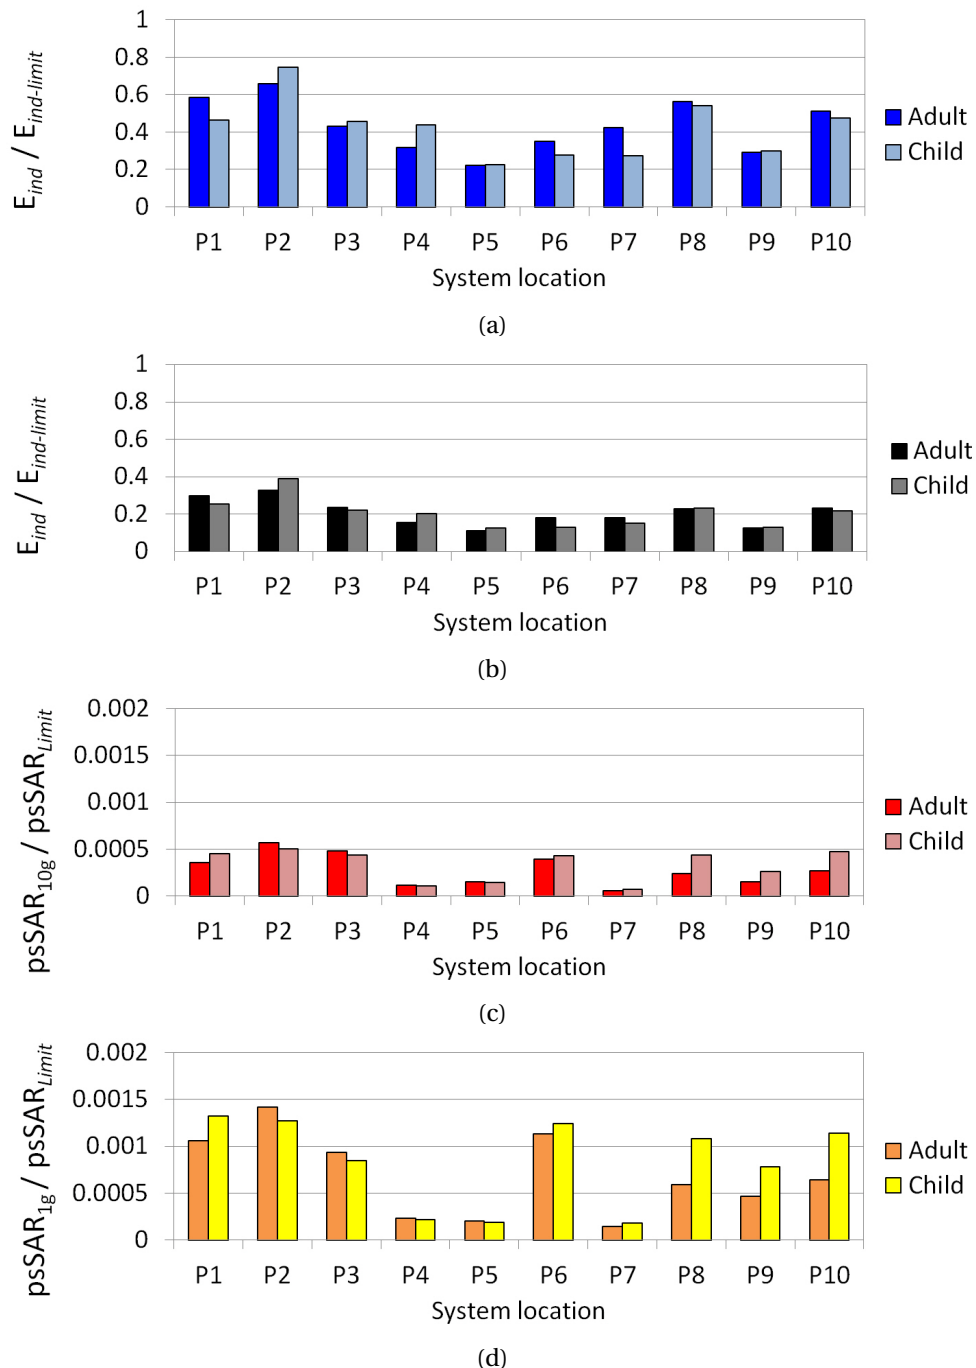 1
0.8
0.6
0.4
0.2
0
E_ind / E_ind-limit
P1 P2 P3 P4 P5 P6 P7 P8 P9 P10
System location
Adult
Child
(a)
1
0.8
0.6
0.4
0.2
0
E_ind / E_ind-limit
P1 P2 P3 P4 P5 P6 P7 P8 P9 P10
System location
Adult
Child
(b)
0.002
0.0015
0.001
0.0005
0
psSAR_10g / psSAR_Limit
P1 P2 P3 P4 P5 P6 P7 P8 P9 P10
System location
Adult
Child
(c)
0.002
0.0015
0.001
0.0005
0
psSAR_1g / psSAR_Limit
P1 P2 P3 P4 P5 P6 P7 P8 P9 P10
System location
Adult
Child
(d)